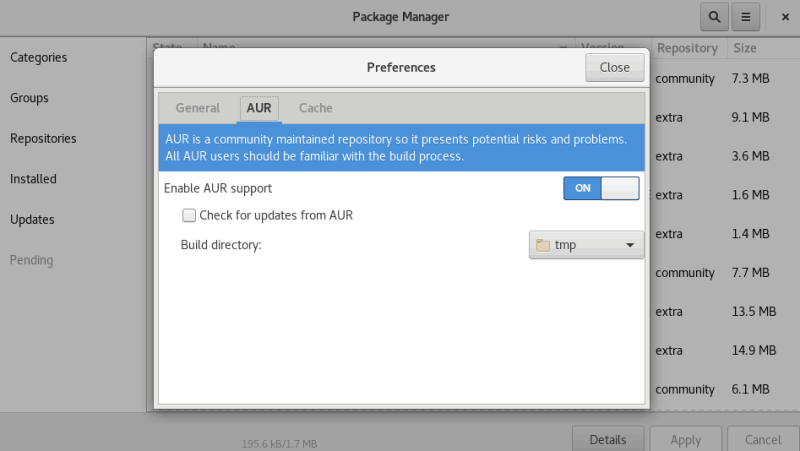 Package Manager
State Name Version Repository Size
Categories
Groups
Repositories
Installed
Updates
Pending
Preferences
Close
General AUR Cache
AUR is a community maintained repository so it presents potential risks and problems.
All AUR users should be familiar with the build process.
Enable AUR support
ON
Check for updates from AUR
Build directory:
tmp
community 7.3 MB
extra 9.1 MB
extra 3.6 MB
extra 1.6 MB
extra 1.4 MB
community 7.7 MB
extra 13.5 MB
extra 14.9 MB
community 6.1 MB
195.6 kB/1.7 MB
Details Apply Cancel